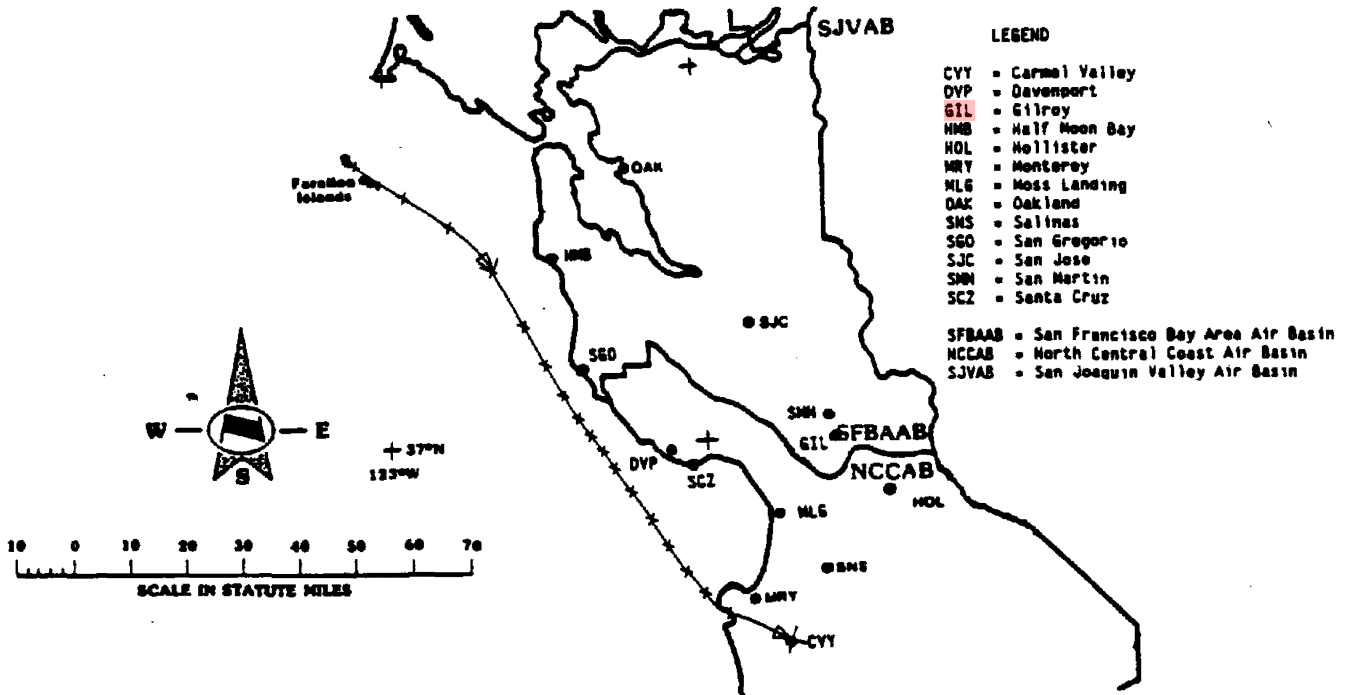 SJVAB
LEGEND
CYY = Carmel Valley
DVP = Davenport
GIL = Gilroy
HMB = Half Moon Bay
HOL = Hollister
MRY = Monterey
MLG = Moss Landing
OAK = Oakland
SNS = Salinas
SGO = San Gregorio
SJC = San Jose
SMN = San Martin
SCZ = Santa Cruz
SFBAAB = San Francisco Bay Area Air Basin
NCCAB = North Central Coast Air Basin
SJVAB = San Joaquin Valley Air Basin
OAK
Farallon
Islands
HMB
SJC
SGO
SMN
GIL
SFBAAB
W
E
S
37°N
123°W
DVP
SCZ
NCCAB
HOL
MLG
10 0 10 20 30 40 50 60 70
SCALE IN STATUTE MILES
SNS
MRY
CYY